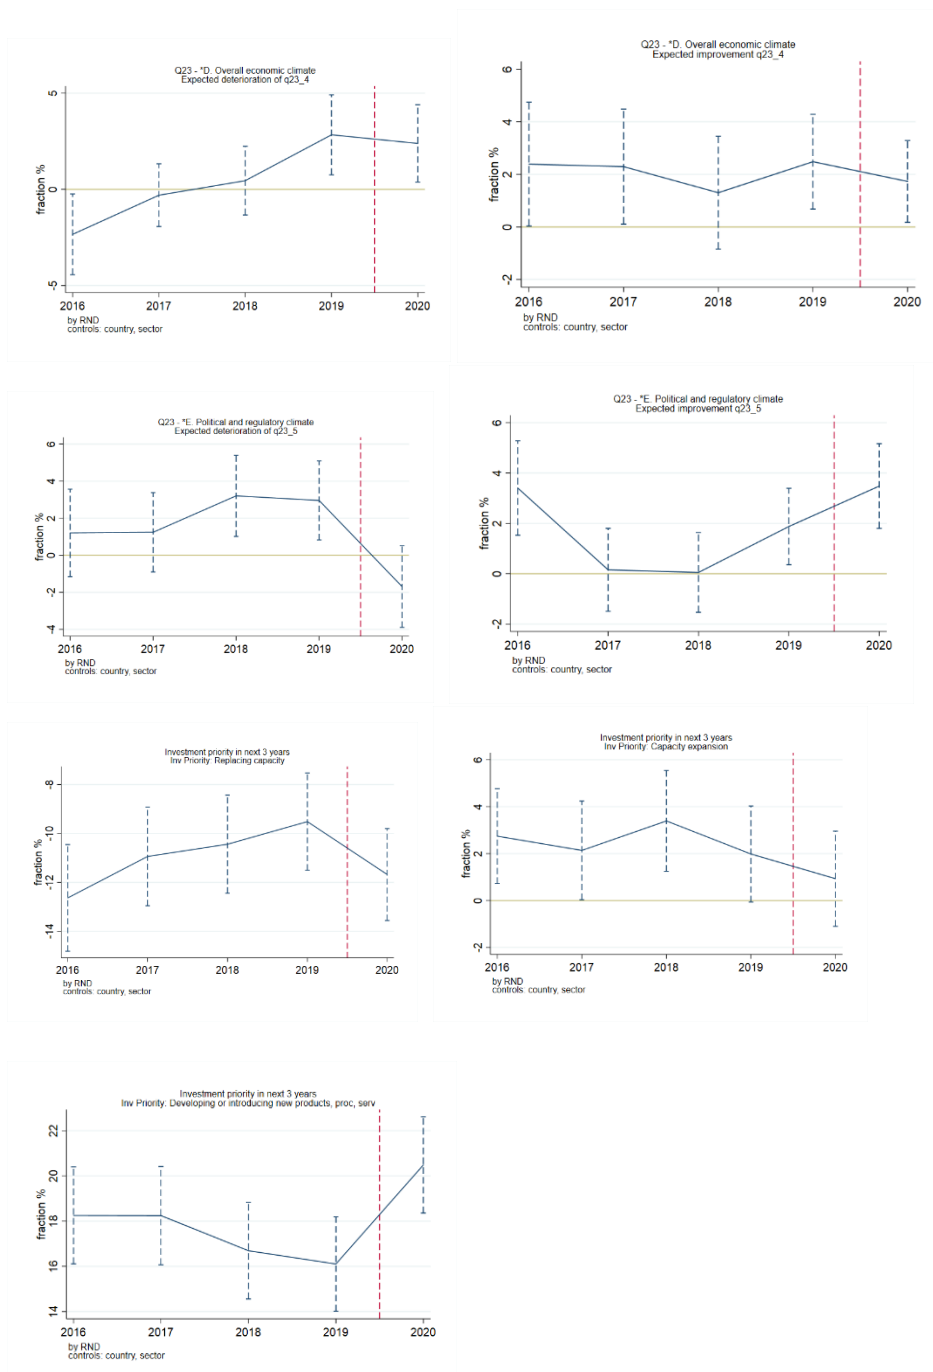 Q23 - *D. Overall economic climate
Expected deterioration of q23_4
5
0
-5
fraction %
2016 2017 2018 2019 2020
by RND
controls: country, sector
Q23 - *D. Overall economic climate
Expected improvement q23_4
6
4
2
0
-2
fraction %
2016 2017 2018 2019 2020
by RND
controls: country, sector
Q23 - *E. Political and regulatory climate
Expected deterioration of q23_5
6
4
2
0
-2
-4
fraction %
2016 2017 2018 2019 2020
by RND
controls: country, sector
Q23 - *E. Political and regulatory climate
Expected improvement q23_5
6
4
2
0
-2
fraction %
2016 2017 2018 2019 2020
by RND
controls: country, sector
Investment priority in next 3 years
Inv Priority: Replacing capacity
-8
-10
-12
-14
fraction %
2016 2017 2018 2019 2020
by RND
controls: country, sector
Investment priority in next 3 years
Inv Priority: Capacity expansion
6
4
2
0
-2
fraction %
2016 2017 2018 2019 2020
by RND
controls: country, sector
Investment priority in next 3 years
Inv Priority: Developing or introducing new products, proc, serv
22
20
18
16
14
fraction %
2016 2017 2018 2019 2020
by RND
controls: country, sector